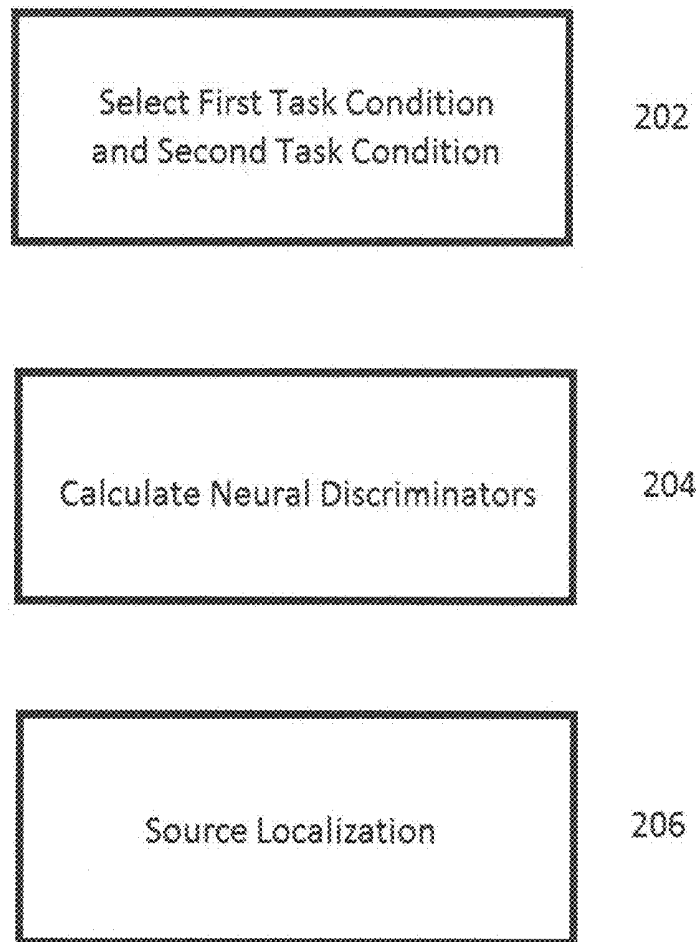 Select First Task Condition
and Second Task Condition
202
Calculate Neural Discriminators
204
Source Localization
206